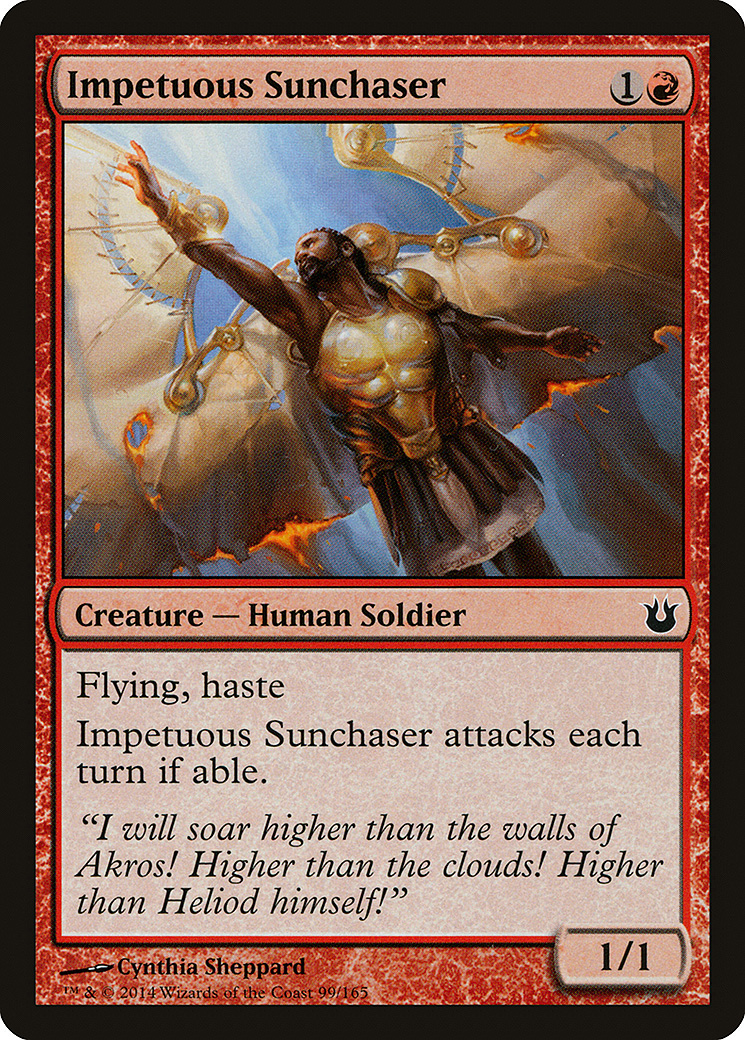 Impetuous Sunchaser 1
Creature — Human Soldier
Flying, haste
Impetuous Sunchaser attacks each
turn if able.
“I will soar higher than the walls of
Akros! Higher than the clouds! Higher
than Heliod himself!”
1/1
Cynthia Sheppard
™ & © 2014 Wizards of the Coast 99/165